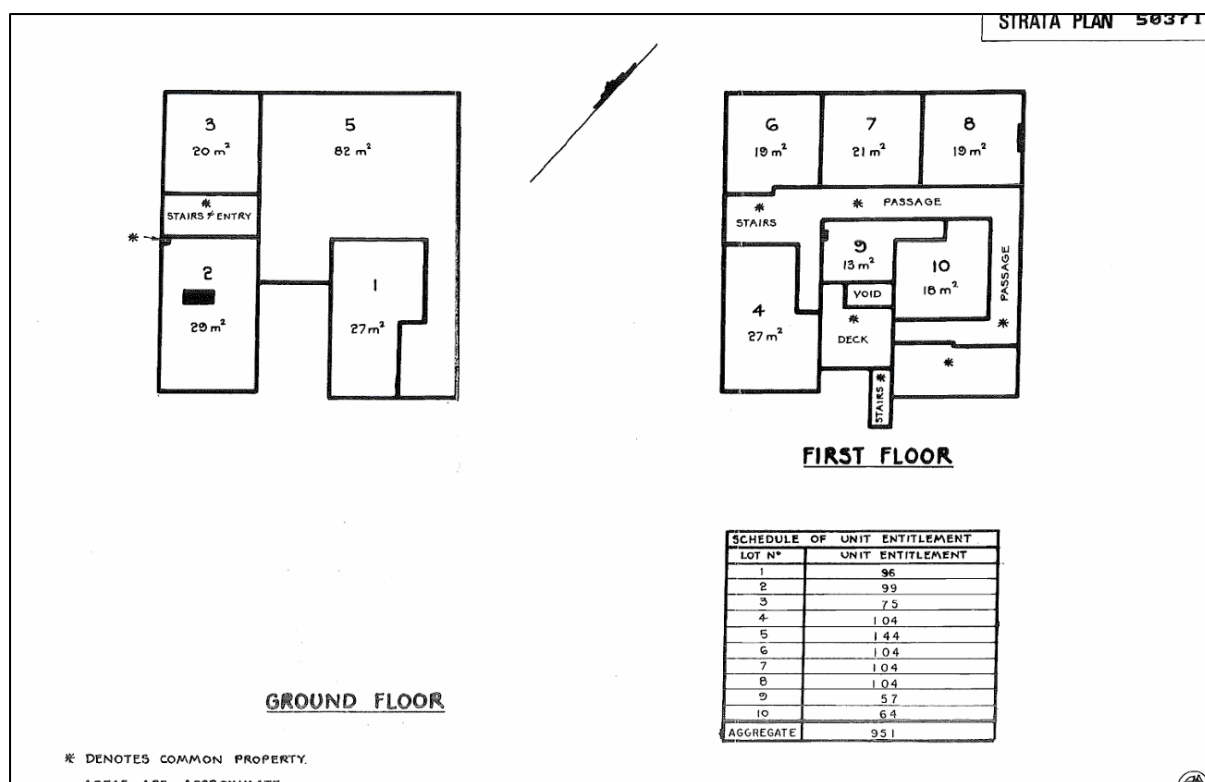 STRATA PLAN 50371
3
20 m²
*
STAIRS & ENTRY
*
2
29 m²
5
82 m²
1
27 m²
GROUND FLOOR
6
19 m²
7
21 m²
8
19 m²
*
STAIRS
* PASSAGE
9
13 m²
10
18 m²
PASSAGE
*
VOID
4
27 m²
*
DECK
*
STAIRS *
FIRST FLOOR
SCHEDULE OF UNIT ENTITLEMENT
LOT Nº UNIT ENTITLEMENT
1 96
2 99
3 75
4 104
5 144
6 104
7 104
8 104
9 57
10 64
AGGREGATE 951
* DENOTES COMMON PROPERTY.
AREAS ARE APPROXIMATE